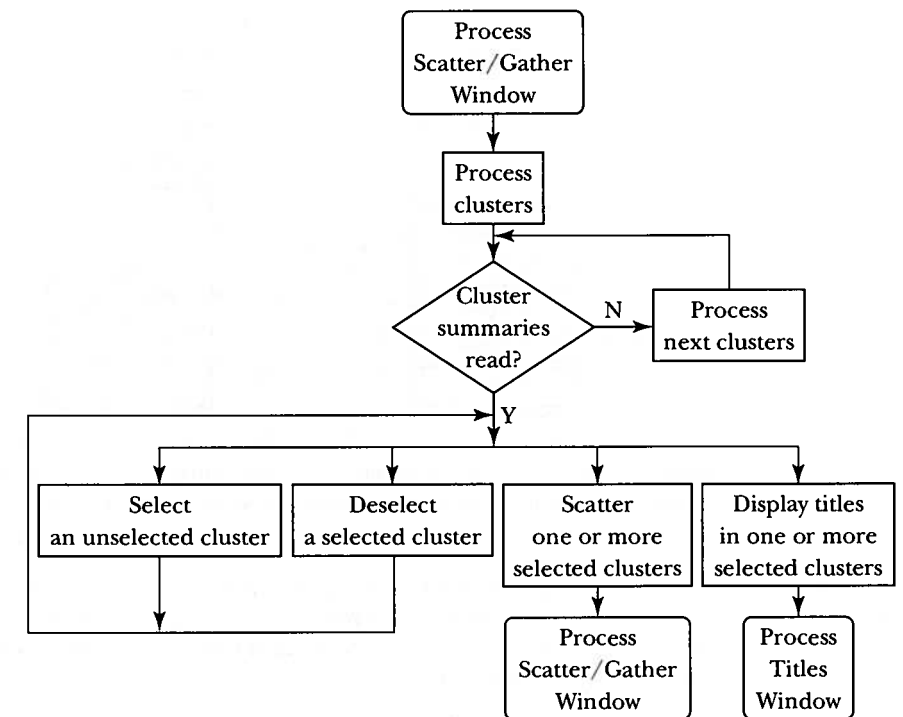 Process
Scatter/Gather
Window
Process
clusters
Cluster
summaries
read?
N
Process
next clusters
Y
Select
an unselected cluster
Deselect
a selected cluster
Scatter
one or more
selected clusters
Display titles
in one or more
selected clusters
Process
Scatter/Gather
Window
Process
Titles
Window